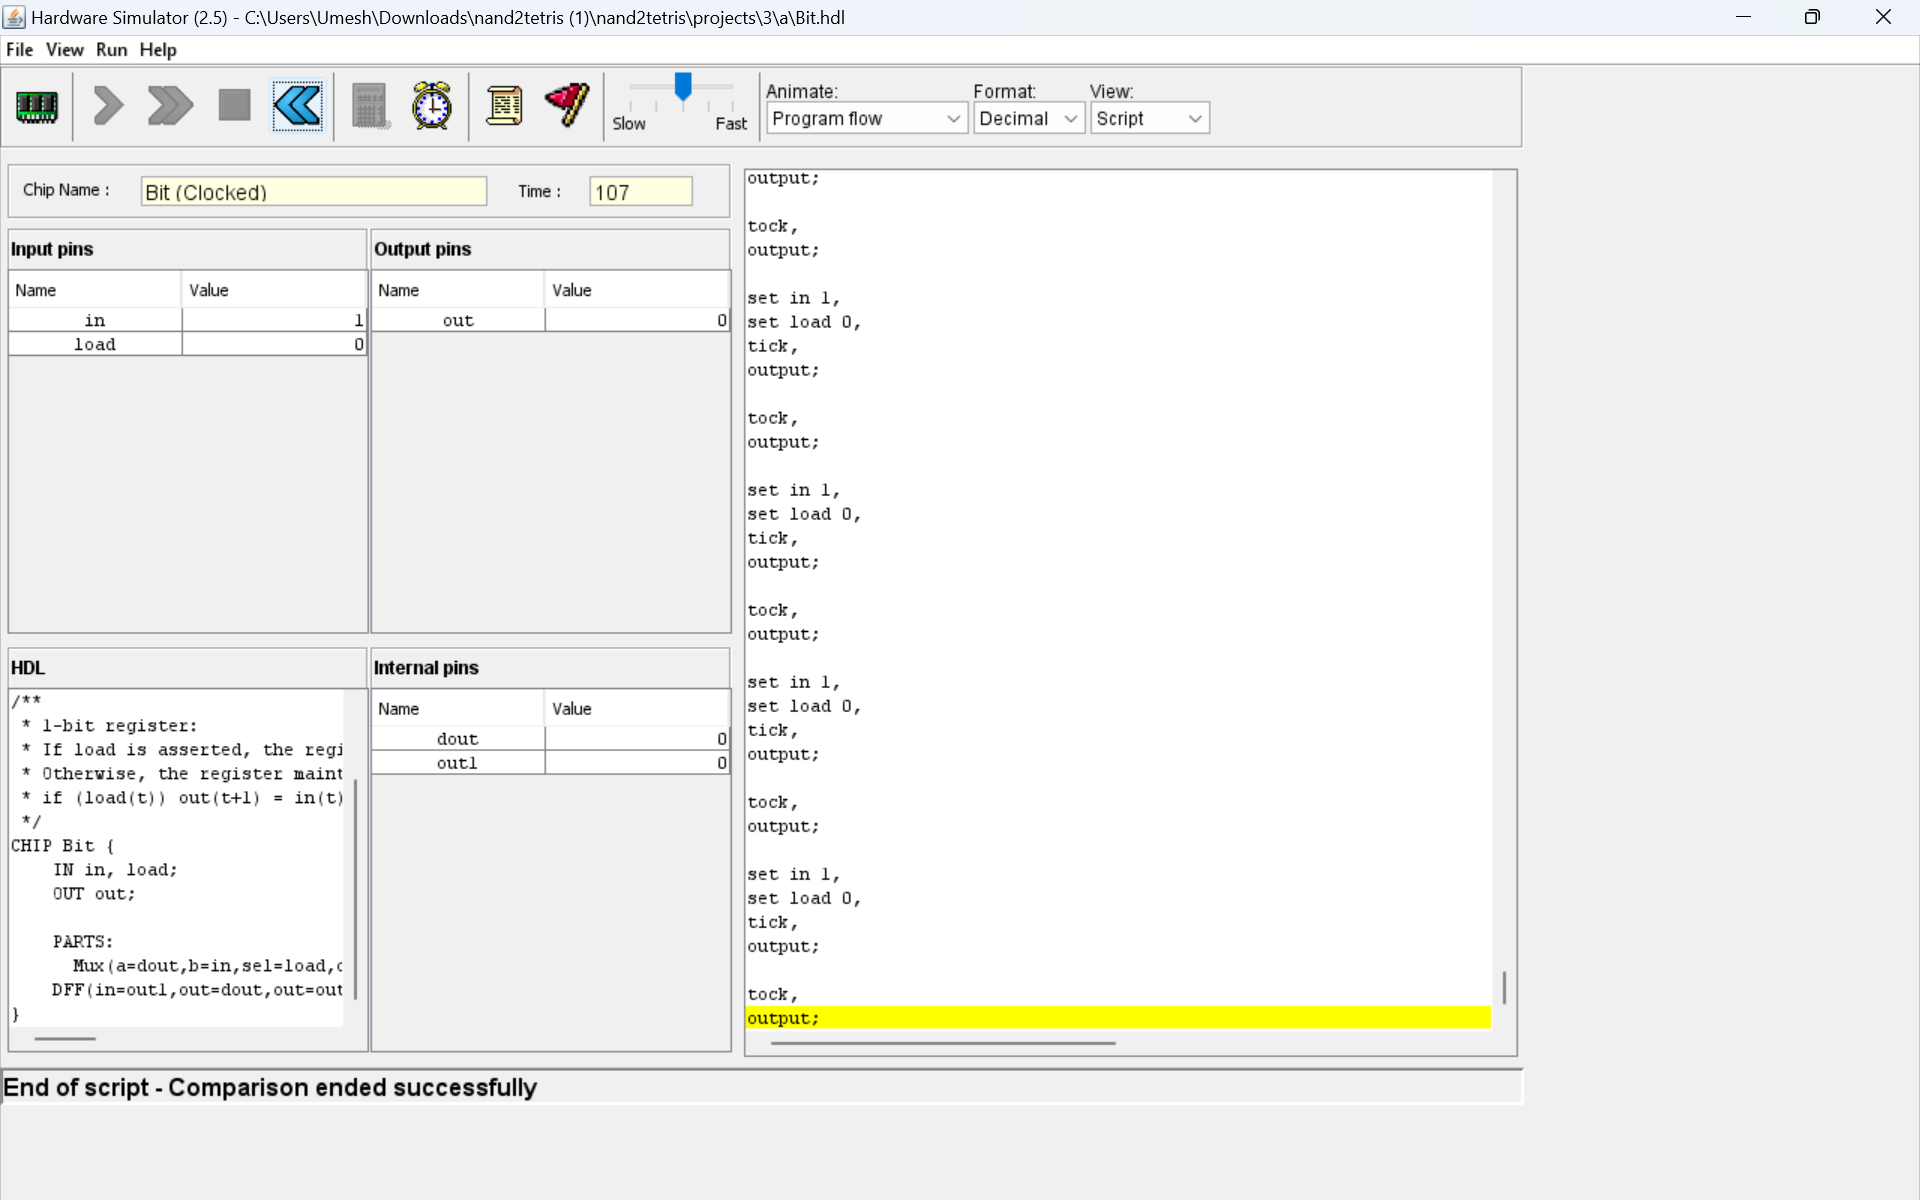 Hardware Simulator (2.5) - C:\Users\Umesh\Downloads\nand2tetris (1)\nand2tetris\projects\3\a\Bit.hdl
File View Run Help
Slow Fast
Animate: Format: View:
Program flow Decimal Script
Chip Name : Bit (Clocked) Time : 107
Input pins
Name Value
in 1
load 0
Output pins
Name Value
out 0
HDL
/**
* 1-bit register:
* If load is asserted, the regi
* Otherwise, the register maint
* if (load(t)) out(t+1) = in(t)
*/
CHIP Bit {
IN in, load;
OUT out;
PARTS:
Mux(a=dout,b=in,sel=load,c
DFF(in=out1,out=dout,out=out
}
Internal pins
Name Value
dout 0
out1 0
output;
tock,
output;
set in 1,
set load 0,
tick,
output;
tock,
output;
set in 1,
set load 0,
tick,
output;
tock,
output;
set in 1,
set load 0,
tick,
output;
tock,
output;
set in 1,
set load 0,
tick,
output;
tock,
output;
End of script - Comparison ended successfully